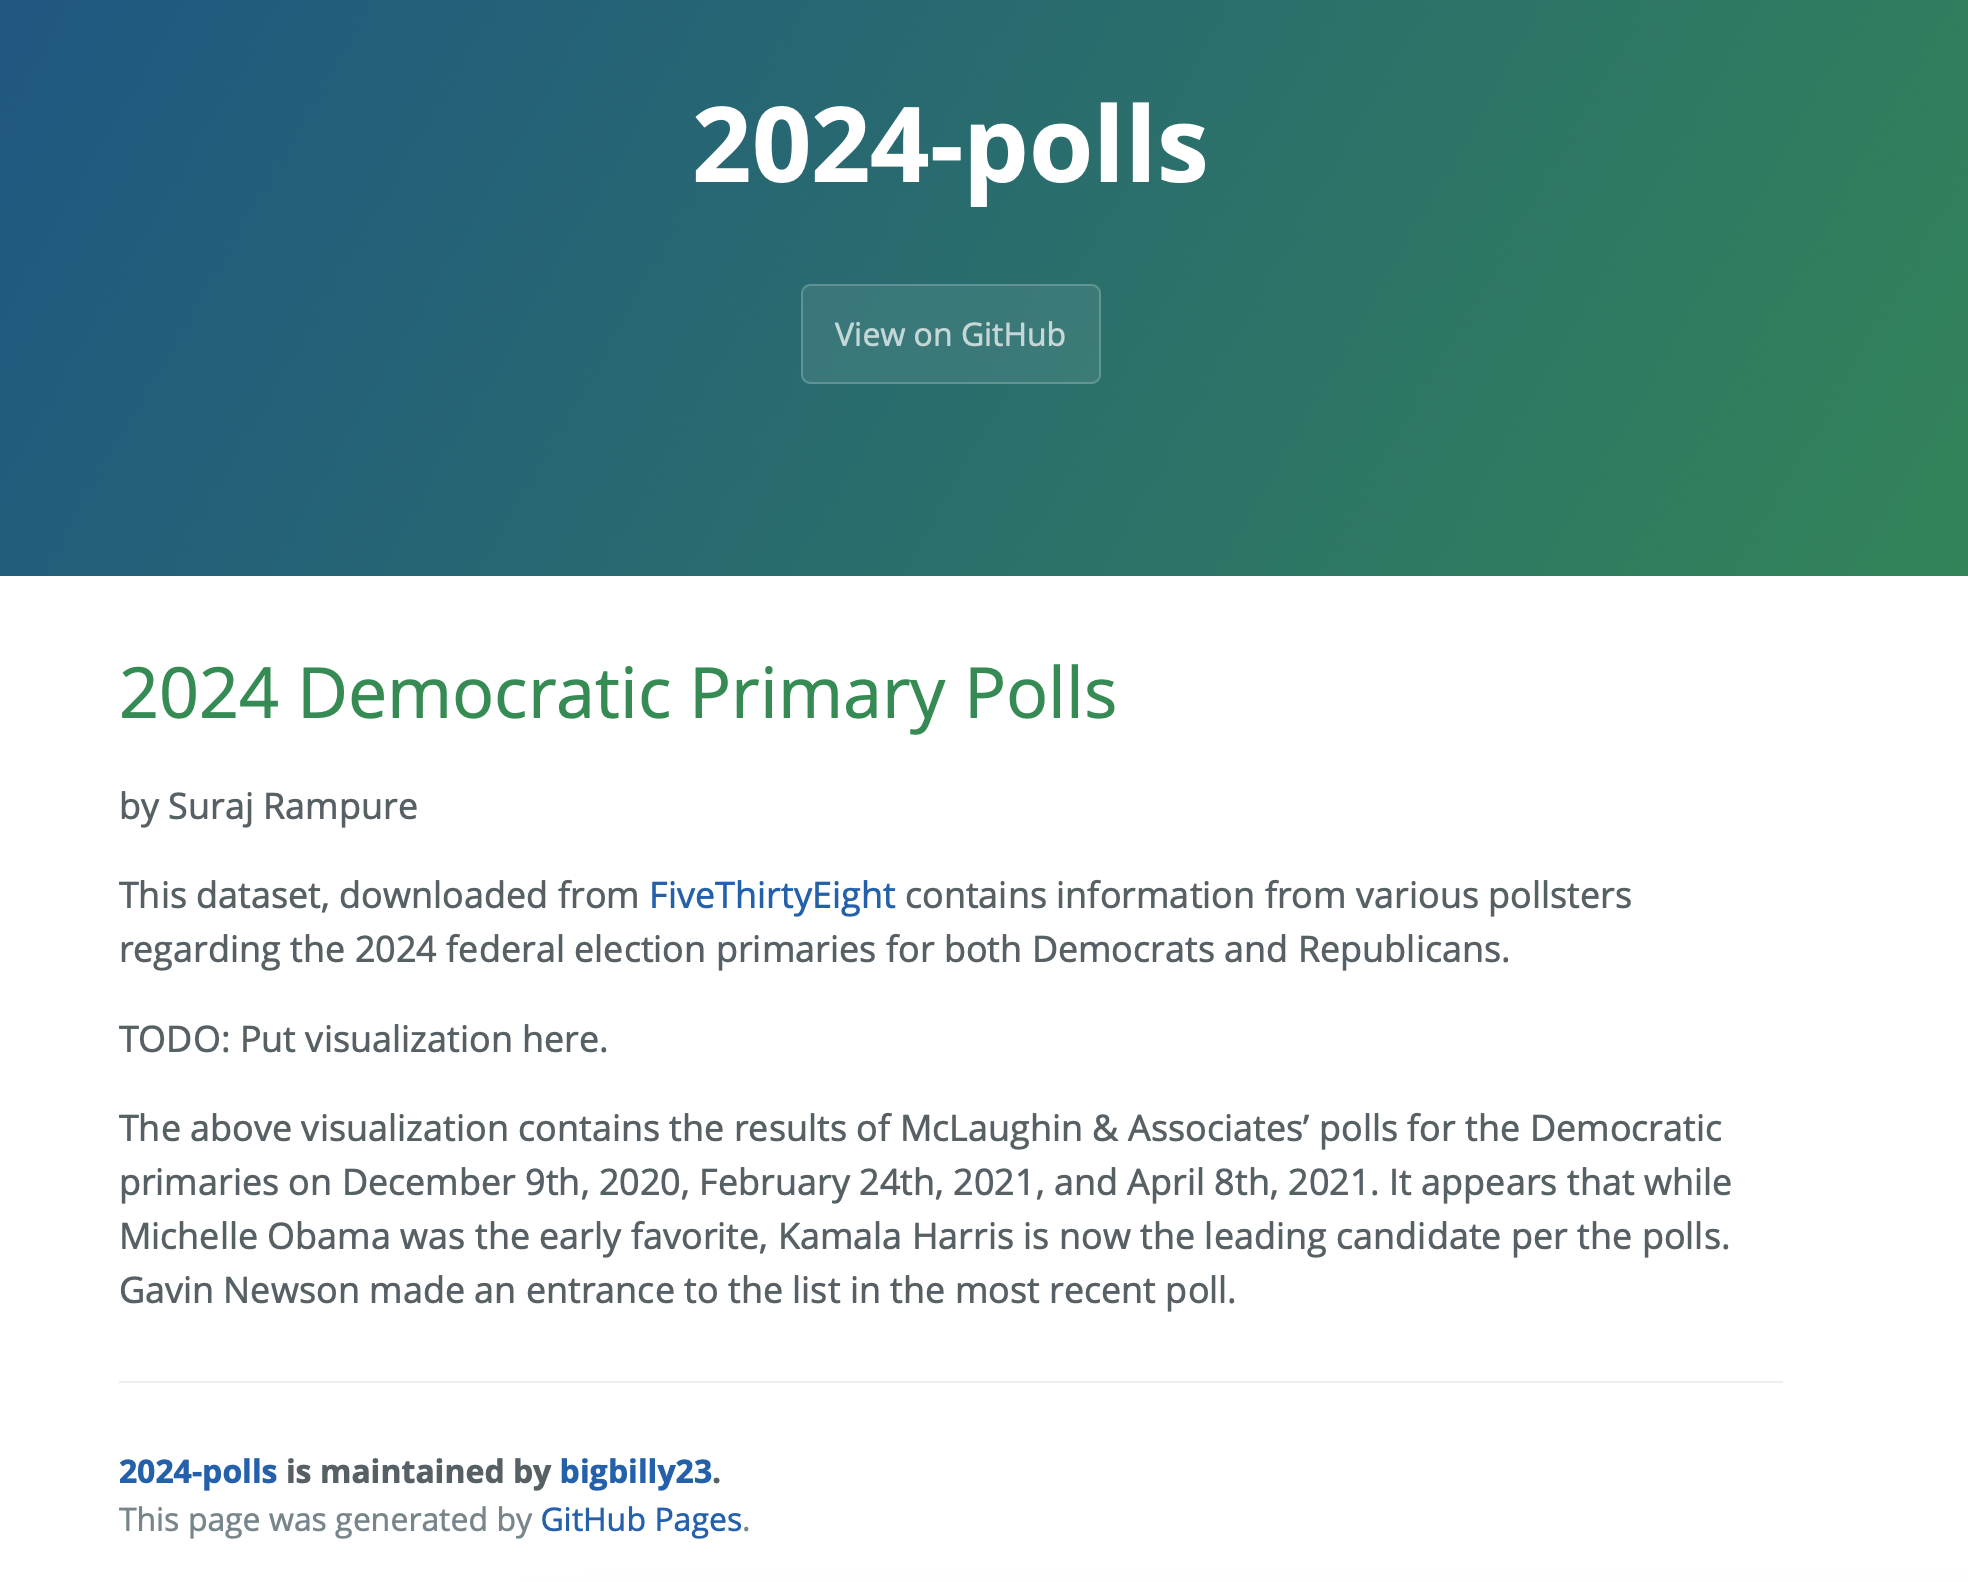 2024-polls
View on GitHub
2024 Democratic Primary Polls
by Suraj Rampure
This dataset, downloaded from FiveThirtyEight contains information from various pollsters
regarding the 2024 federal election primaries for both Democrats and Republicans.
TODO: Put visualization here.
The above visualization contains the results of McLaughin & Associates’ polls for the Democratic
primaries on December 9th, 2020, February 24th, 2021, and April 8th, 2021. It appears that while
Michelle Obama was the early favorite, Kamala Harris is now the leading candidate per the polls.
Gavin Newson made an entrance to the list in the most recent poll.
2024-polls is maintained by bigbilly23.
This page was generated by GitHub Pages.